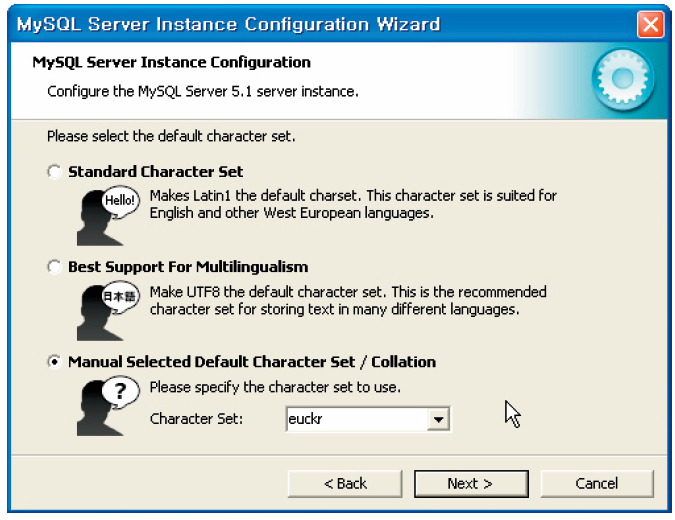 MySQL Server Instance Configuration Wizard
MySQL Server Instance Configuration
Configure the MySQL Server 5.1 server instance.
Please select the default character set.
Standard Character Set
Hello!
Makes Latin1 the default charset. This character set is suited for
English and other West European languages.
Best Support For Multilingualism
日本語
Make UTF8 the default character set. This is the recommended
character set for storing text in many different languages.
Manual Selected Default Character Set / Collation
?
Please specify the character set to use.
Character Set: euckr
< Back Next > Cancel